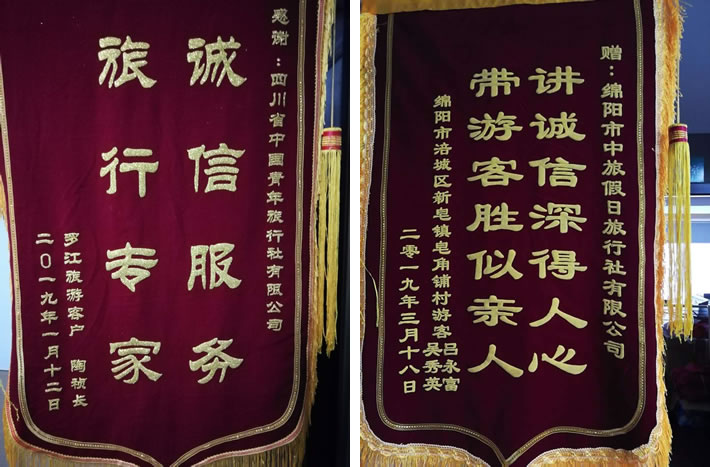 感谢：四川省中国青年旅行社有限公司
诚信服务
旅行专家
罗江旅游客户 陶祯长
二〇一九年一月十二日
赠：绵阳市中旅假日旅行社有限公司
讲诚信深得人心
带游客胜似亲人
绵阳市涪城区新皂镇皂角铺村游客 吕永富
吴秀英
二零一九年三月十八日